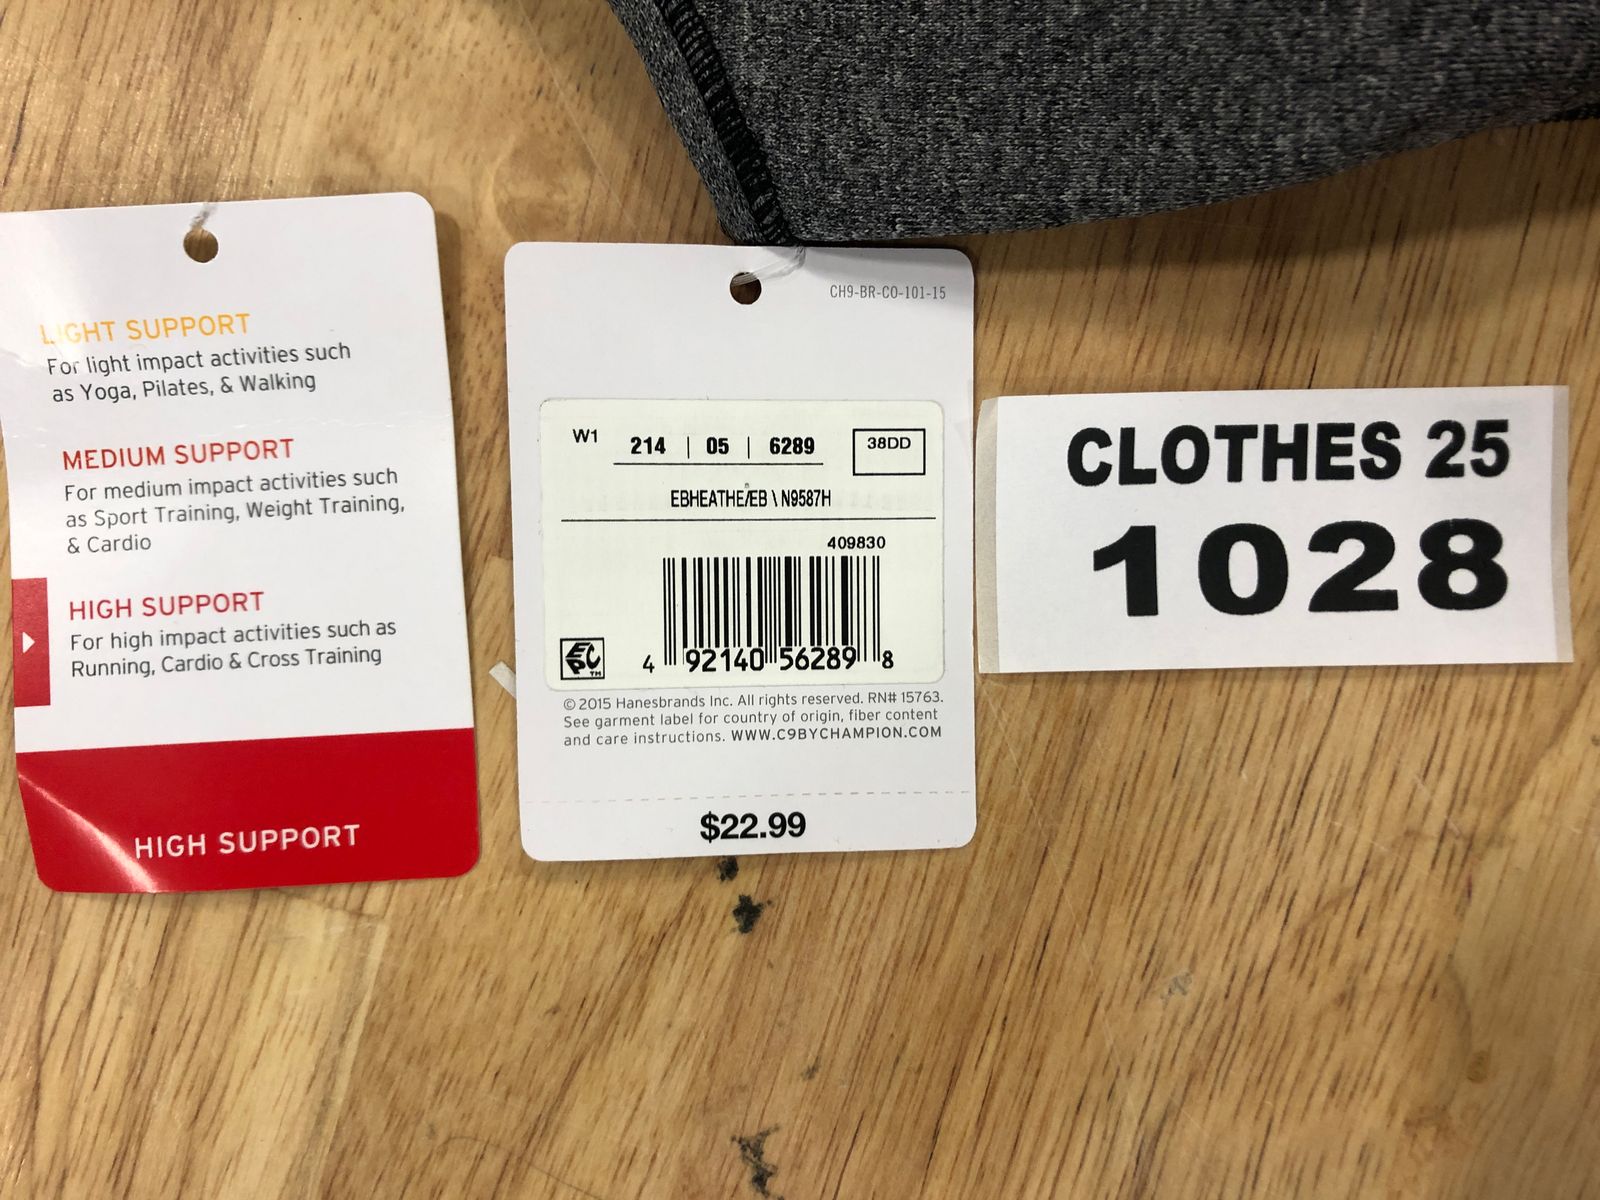 LIGHT SUPPORT
For light impact activities such
as Yoga, Pilates, & Walking
MEDIUM SUPPORT
For medium impact activities such
as Sport Training, Weight Training,
& Cardio
HIGH SUPPORT
For high impact activities such as
Running, Cardio & Cross Training
HIGH SUPPORT
CH9-BR-CO-101-15
W1 214 | 05 | 6289 38DD
EBHEATHE/EB \ N9587H
409830
4 92140 56289 8
EPC TM
© 2015 Hanesbrands Inc. All rights reserved. RN# 15763.
See garment label for country of origin, fiber content
and care instructions. WWW.C9BYCHAMPION.COM
$22.99
CLOTHES 25
1028